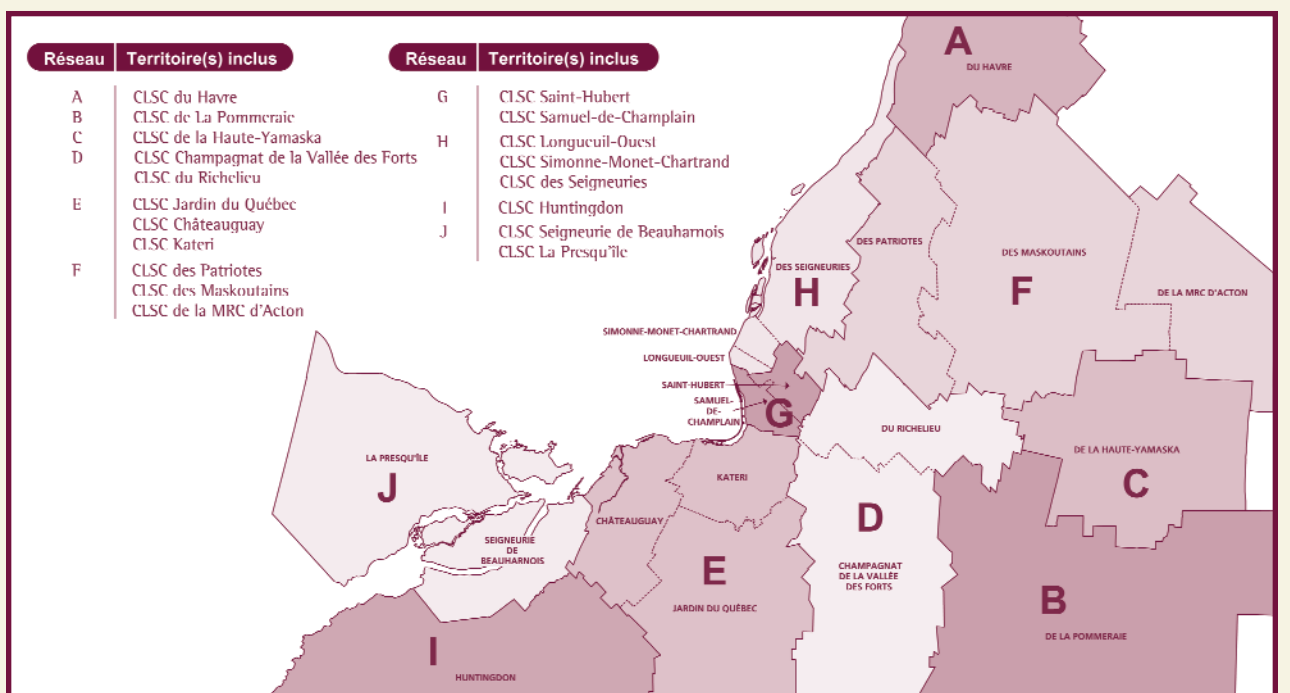 Réseau Territoire(s) inclus
A CLSC du Havre
B CLSC de La Pommeraie
C CLSC de la Haute-Yamaska
D CLSC Champagnat de la Vallée des Forts
CLSC du Richelieu
E CLSC Jardin du Québec
CLSC Châteauguay
CLSC Kateri
F CLSC des Patriotes
CLSC des Maskoutains
CLSC de la MRC d'Acton
Réseau Territoire(s) inclus
G CLSC Saint-Hubert
CLSC Samuel-de-Champlain
H CLSC Longueuil-Ouest
CLSC Simonne-Monet-Chartrand
CLSC des Seigneuries
I CLSC Huntingdon
J CLSC Seigneurie de Beauharnois
CLSC La Presqu'île
A
DU HAVRE
DES PATRIOTES
DES MASKOUTAINS
F
DE LA MRC D'ACTON
DES SEIGNEURIES
H
SIMONNE-MONET-CHARTRAND
LONGUEUIL-OUEST
SAINT-HUBERT
SAMUEL-
DE-
CHAMPLAIN
G
DU RICHELIEU
DE LA HAUTE-YAMASKA
C
LA PRESQU'ÎLE
J
KATERI
CHÂTEAUGUAY
SEIGNEURIE
DE
BEAUHARNOIS
D
CHAMPAGNAT
DE LA VALLÉE
DES FORTS
E
JARDIN DU QUÉBEC
B
DE LA POMMERAIE
I
HUNTINGDON